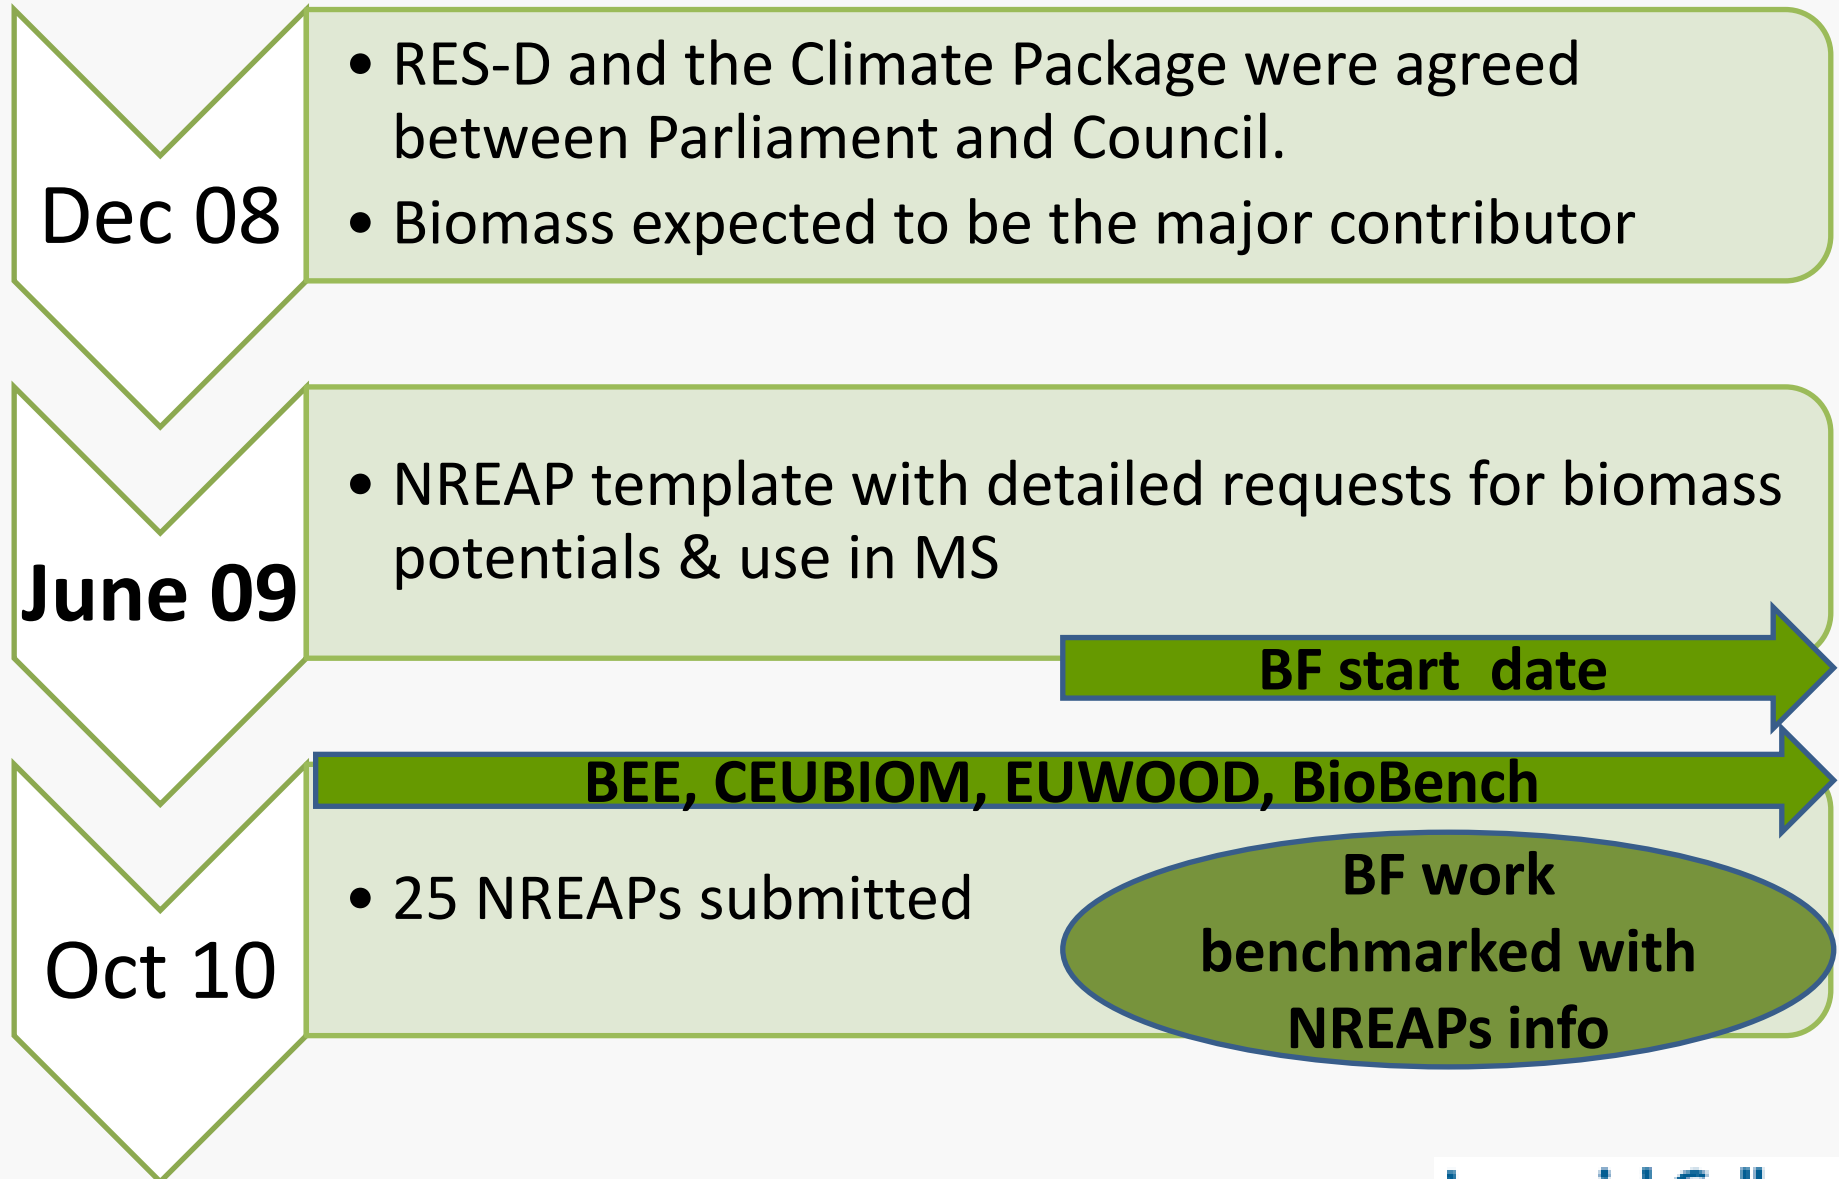 Dec 08
• RES-D and the Climate Package were agreed
between Parliament and Council.
• Biomass expected to be the major contributor
June 09
• NREAP template with detailed requests for biomass
potentials & use in MS
BF start date
BEE, CEUBIOM, EUWOOD, BioBench
Oct 10
• 25 NREAPs submitted
BF work
benchmarked with
NREAPs info